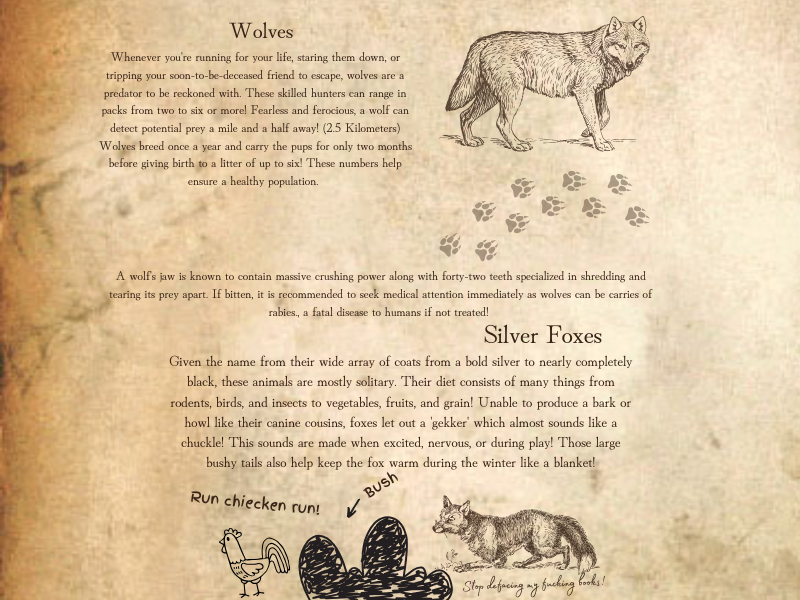 Wolves
Whenever you're running for your life, staring them down, or
tripping your soon-to-be-deceased friend to escape, wolves are a
predator to be reckoned with. These skilled hunters can range in
packs from two to six or more! Fearless and ferocious, a wolf can
detect potential prey a mile and a half away! (2.5 Kilometers)
Wolves breed once a year and carry the pups for only two months
before giving birth to a litter of up to six! These numbers help
ensure a healthy population.
A wolf's jaw is known to contain massive crushing power along with forty-two teeth specialized in shredding and
tearing its prey apart. If bitten, it is recommended to seek medical attention immediately as wolves can be carries of
rabies., a fatal disease to humans if not treated!
Silver Foxes
Given the name from their wide array of coats from a bold silver to nearly completely
black, these animals are mostly solitary. Their diet consists of many things from
rodents, birds, and insects to vegetables, fruits, and grain! Unable to produce a bark or
howl like their canine cousins, foxes let out a 'gekker' which almost sounds like a
chuckle! This sounds are made when excited, nervous, or during play! Those large
bushy tails also help keep the fox warm during the winter like a blanket!
Bush
Run chiecken run!
Stop defacing my fucking books!